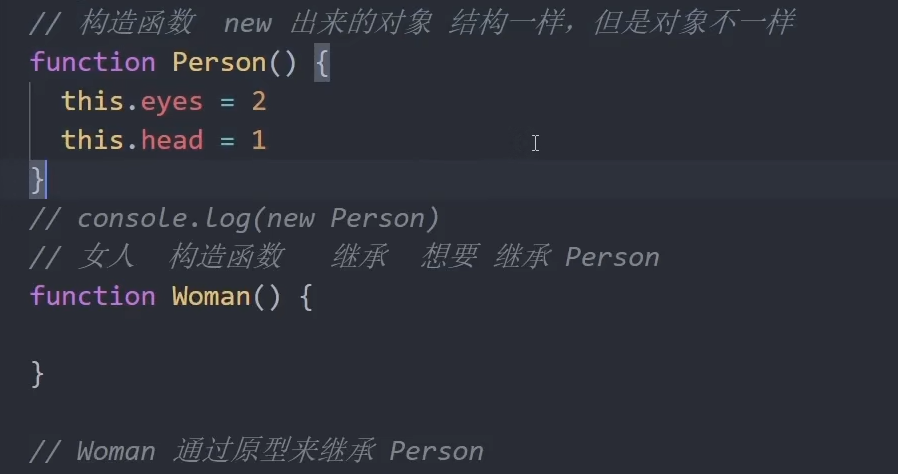 // 构造函数  new 出来的对象 结构一样，但是对象不一样
function Person() {
  this.eyes = 2
  this.head = 1
}
// console.log(new Person)
// 女人  构造函数   继承  想要 继承 Person
function Woman() {
}
// Woman 通过原型来继承 Person